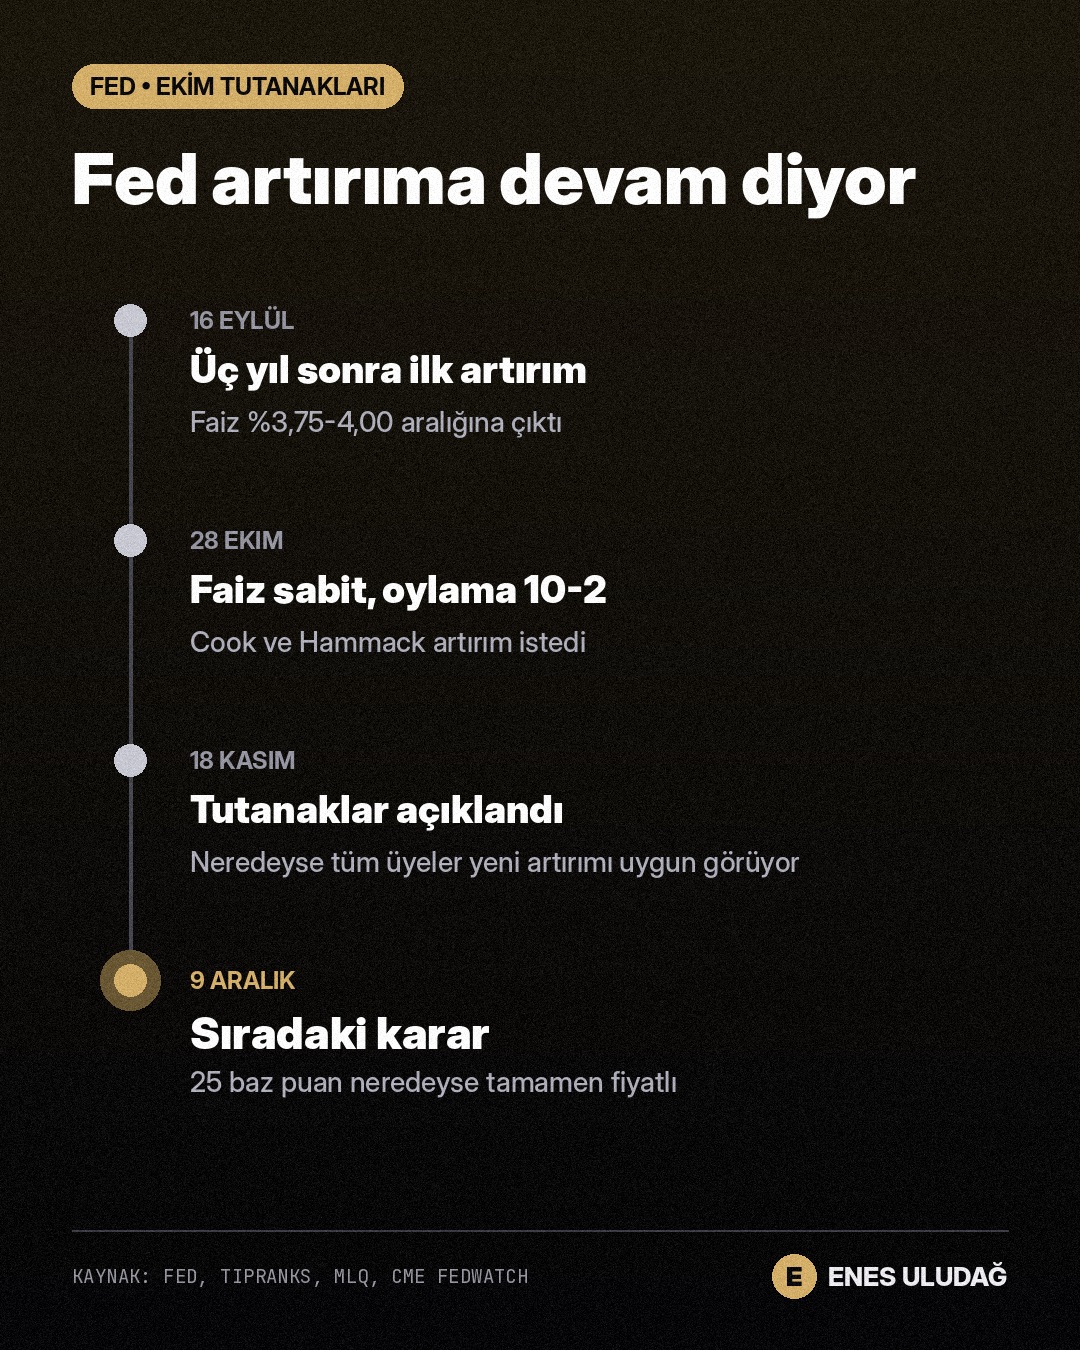 FED • EKİM TUTANAKLARI
Fed artırıma devam diyor
16 EYLÜL
Üç yıl sonra ilk artırım
Faiz %3,75-4,00 aralığına çıktı
28 EKIM
Faiz sabit, oylama 10-2
Cook ve Hammack artırım istedi
18 KASIM
Tutanaklar açıklandı
Neredeyse tüm üyeler yeni artırımı uygun görüyor
9 ARALIK
Sıradaki karar
25 baz puan neredeyse tamamen fiyatlı
KAYNAK: FED, TIPRANKS, MLQ, CME FEDWATCH
E ENES ULUDAĞ